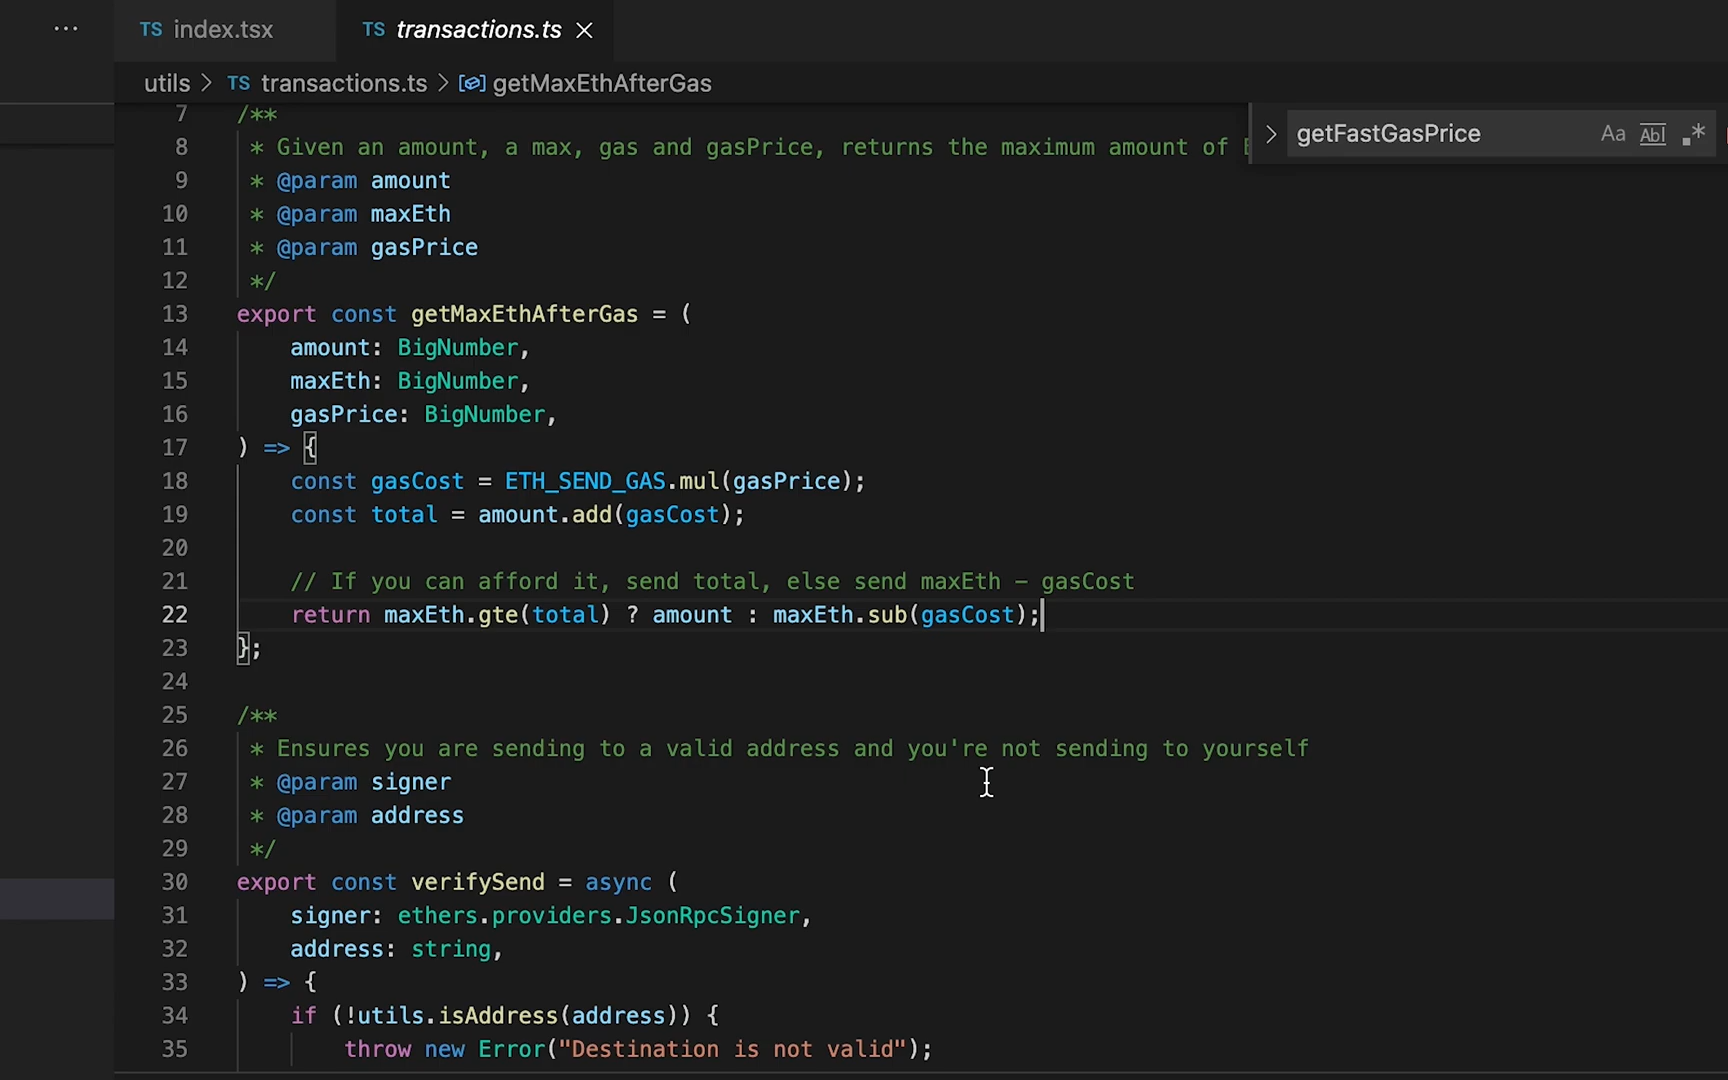 ··· TS index.tsx TS transactions.ts ×
utils > TS transactions.ts > getMaxEthAfterGas
getFastGasPrice Aa Abl .*
7 /**
8 * Given an amount, a max, gas and gasPrice, returns the maximum amount of
9 * @param amount
10 * @param maxEth
11 * @param gasPrice
12 */
13 export const getMaxEthAfterGas = (
14 amount: BigNumber,
15 maxEth: BigNumber,
16 gasPrice: BigNumber,
17 ) => {
18 const gasCost = ETH_SEND_GAS.mul(gasPrice);
19 const total = amount.add(gasCost);
20
21 // If you can afford it, send total, else send maxEth – gasCost
22 return maxEth.gte(total) ? amount : maxEth.sub(gasCost);
23 };
24
25 /**
26 * Ensures you are sending to a valid address and you're not sending to yourself
27 * @param signer
28 * @param address
29 */
30 export const verifySend = async (
31 signer: ethers.providers.JsonRpcSigner,
32 address: string,
33 ) => {
34 if (!utils.isAddress(address)) {
35 throw new Error("Destination is not valid");